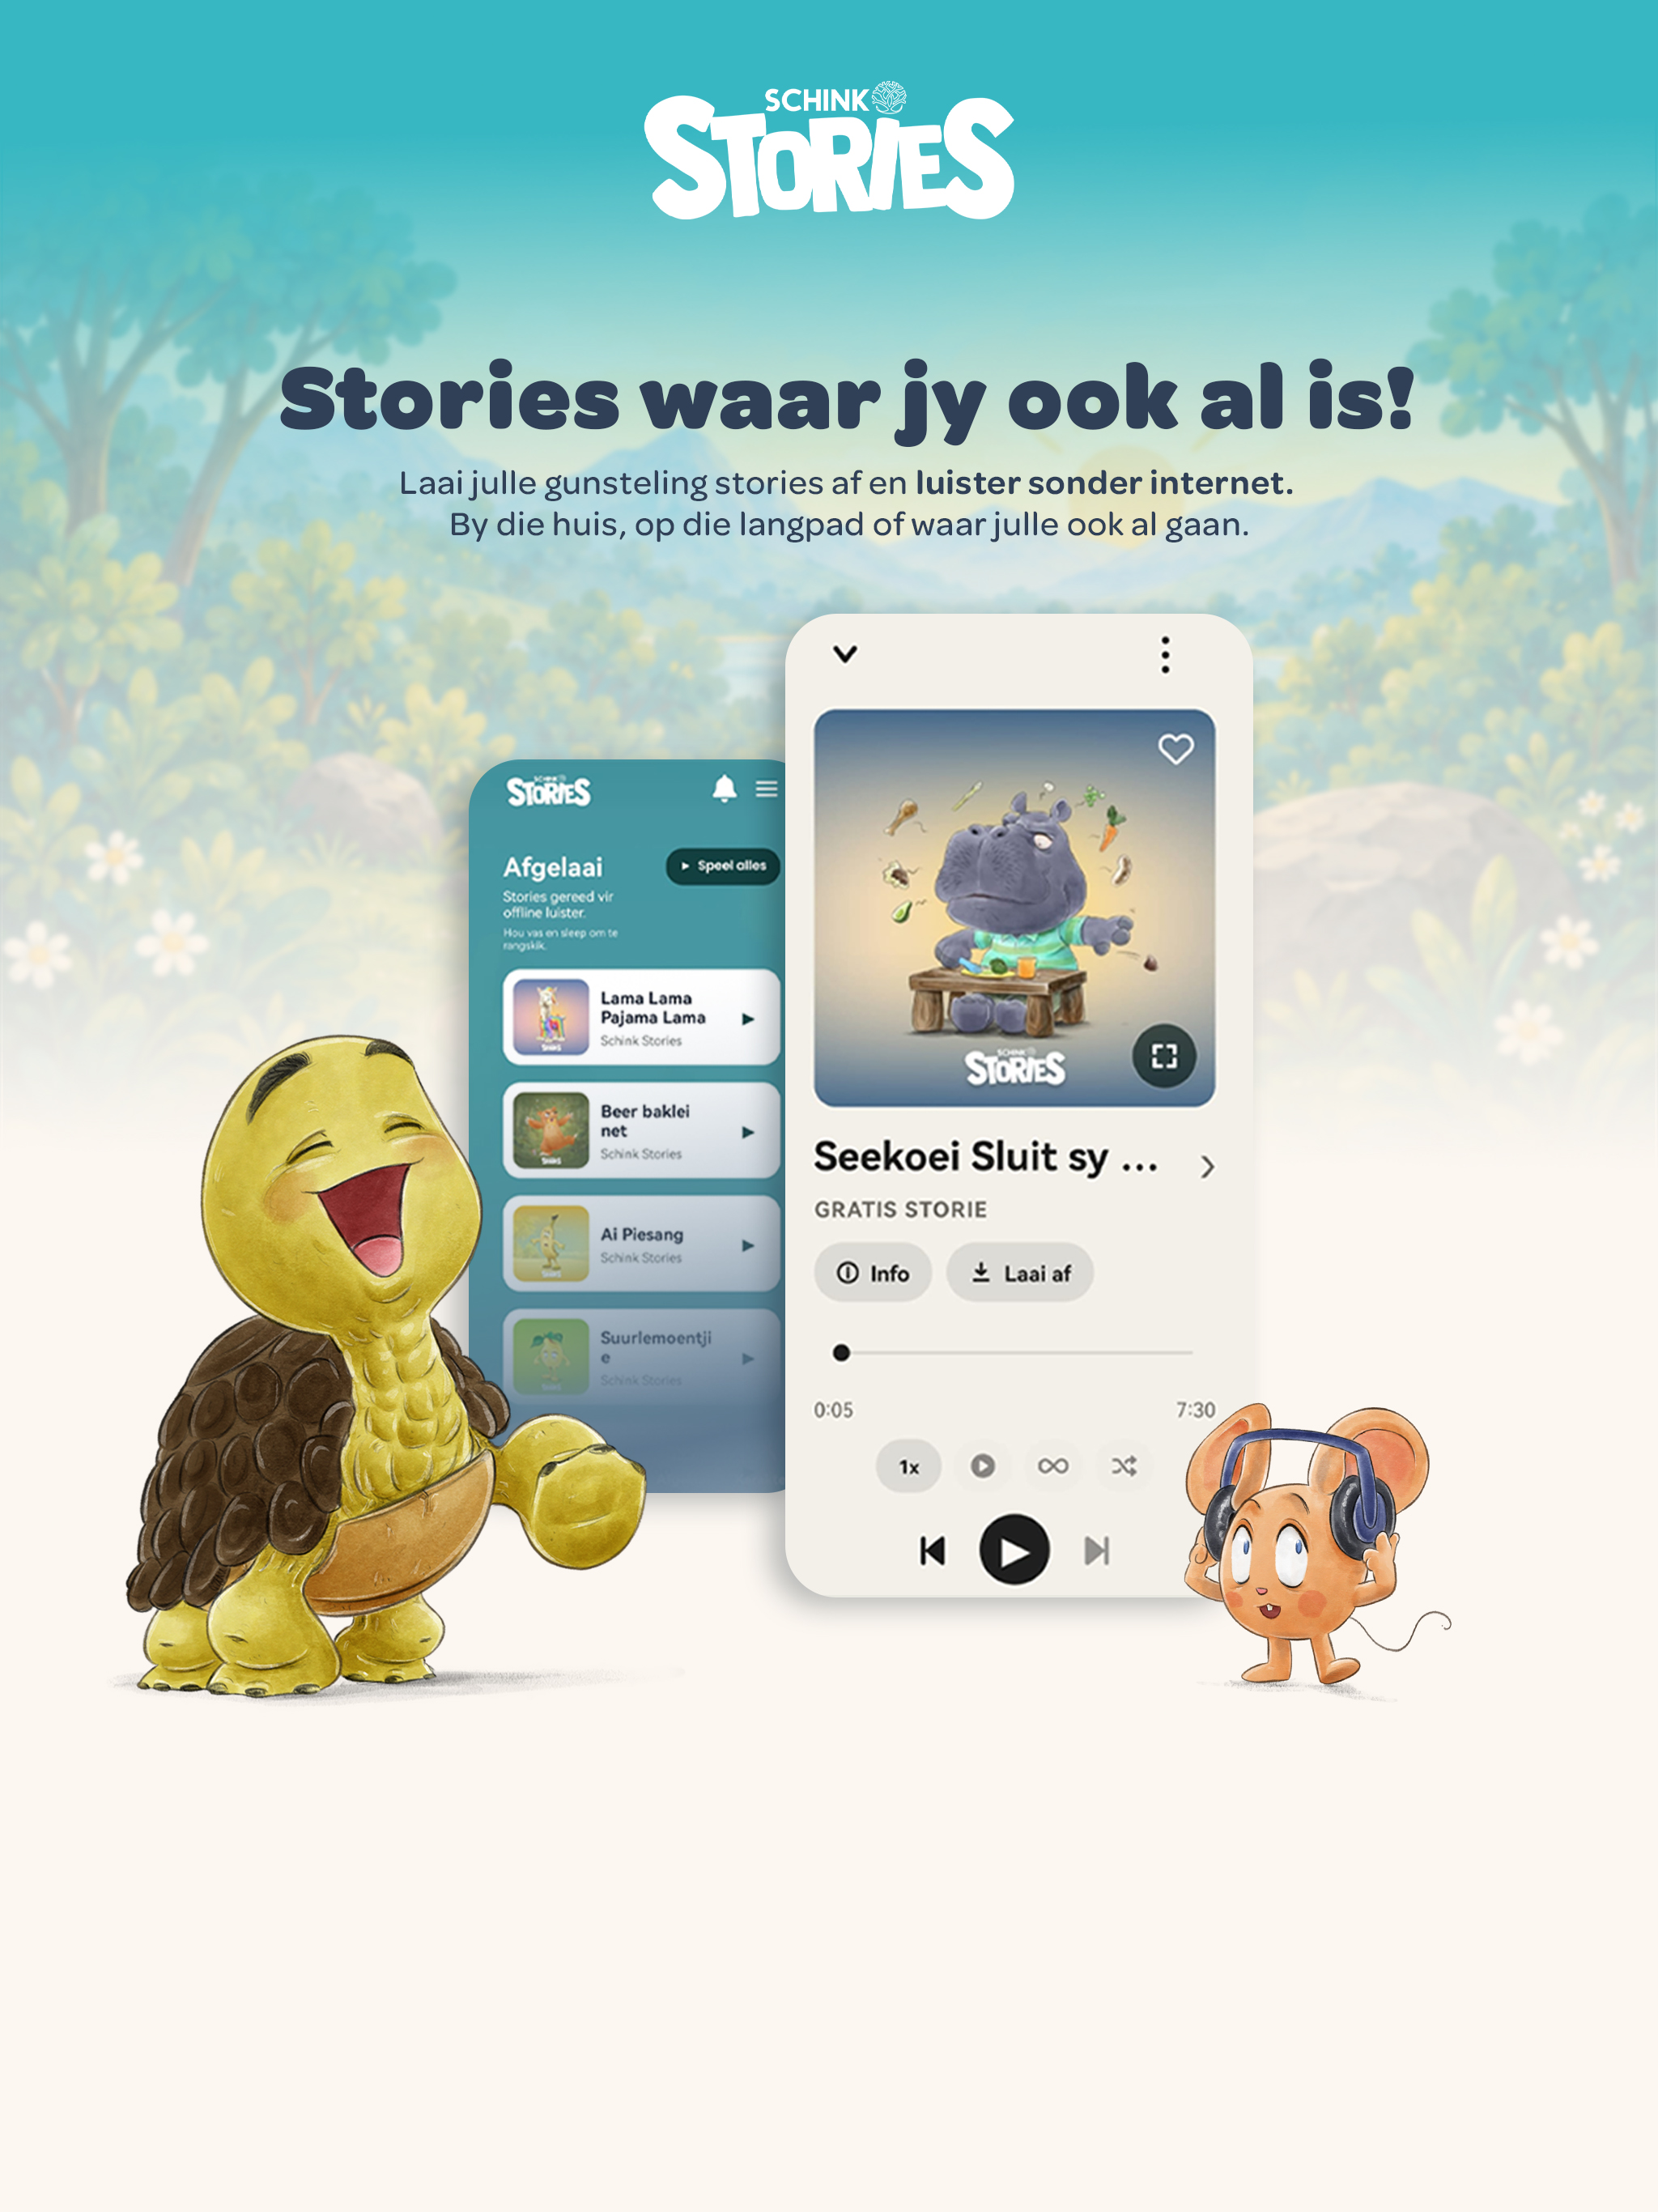 SCHINK
STORIES
Stories waar jy ook al is!
Laai julle gunsteling stories af en luister sonder internet.
By die huis, op die langpad of waar julle ook al gaan.
SCHINK
STORIES
Afgelaai
Speel alles
Stories gereed vir
offline luister.
Hou vas en sleep om te
rangskik.
Lama Lama
Pajama Lama
Schink Stories
Beer baklei
net
Schink Stories
Ai Piesang
Schink Stories
Suurlemoentji
e
Schink Stories
SCHINK
STORIES
Seekoei Sluit sy ...
GRATIS STORIE
Info
Laai af
0:05
7:30
1x